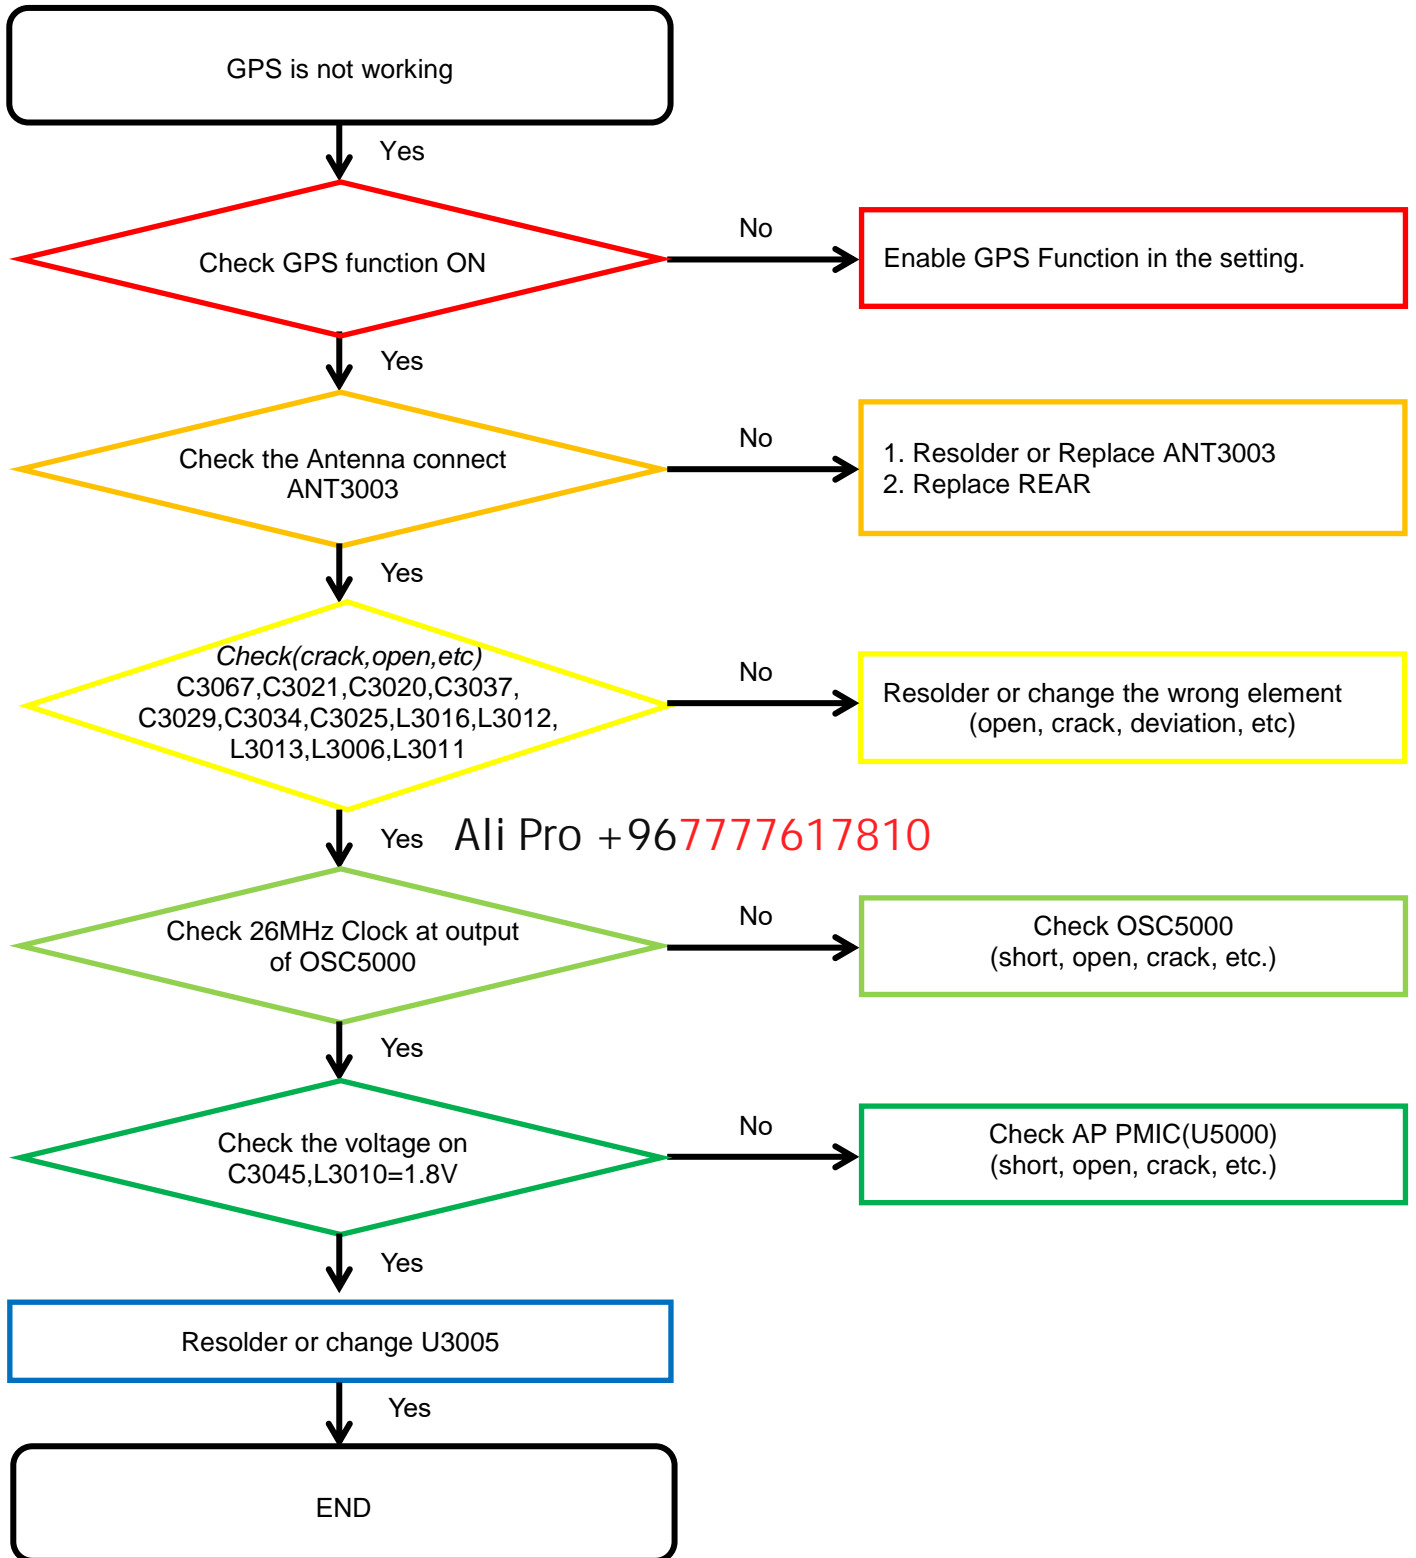 GPS is not working
Yes
Check GPS function ON
No
Enable GPS Function in the setting.
Yes
Check the Antenna connect
ANT3003
No
1. Resolder or Replace ANT3003
2. Replace REAR
Yes
Check(crack,open,etc)
C3067,C3021,C3020,C3037,
C3029,C3034,C3025,L3016,L3012,
L3013,L3006,L3011
No
Resolder or change the wrong element
(open, crack, deviation, etc)
Yes
Ali Pro +967777617810
Check 26MHz Clock at output
of OSC5000
No
Check OSC5000
(short, open, crack, etc.)
Yes
Check the voltage on
C3045,L3010=1.8V
No
Check AP PMIC(U5000)
(short, open, crack, etc.)
Yes
Resolder or change U3005
Yes
END